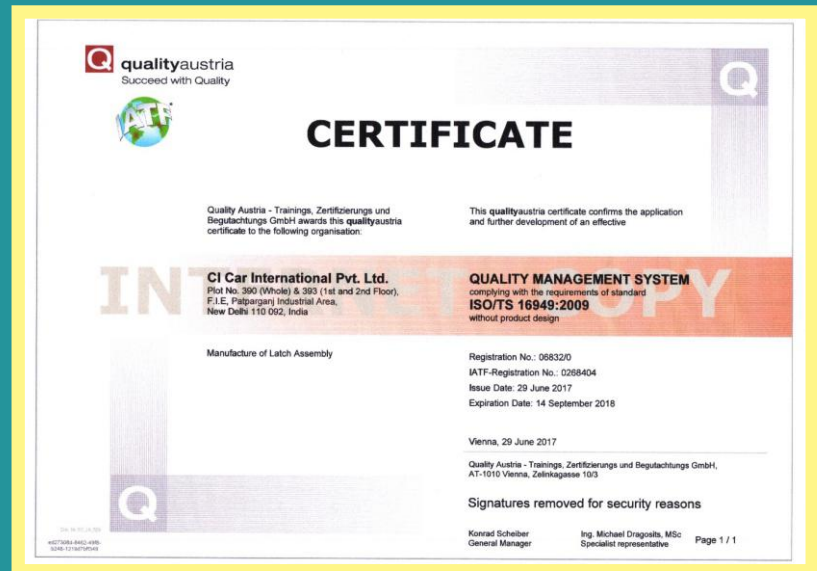 qualityaustria
Succeed with Quality
IATF
Q
CERTIFICATE
Quality Austria - Trainings, Zertifizierungs und
Begutachtungs GmbH awards this qualityaustria
certificate to the following organisation:
This qualityaustria certificate confirms the application
and further development of an effective
INTERNET COPY
CI Car International Pvt. Ltd.
Plot No. 390 (Whole) & 393 (1st and 2nd Floor),
F.I.E, Patparganj Industrial Area,
New Delhi 110 092, India
QUALITY MANAGEMENT SYSTEM
complying with the requirements of standard
ISO/TS 16949:2009
without product design
Manufacture of Latch Assembly
Registration No.: 06832/0
IATF-Registration No.: 0268404
Issue Date: 29 June 2017
Expiration Date: 14 September 2018
Vienna, 29 June 2017
Quality Austria - Trainings, Zertifizierungs und Begutachtungs GmbH,
AT-1010 Vienna, Zelinkagasse 10/3
Q
Signatures removed for security reasons
Konrad Scheiber
General Manager
Ing. Michael Dragosits, MSc
Specialist representative
Page 1 / 1